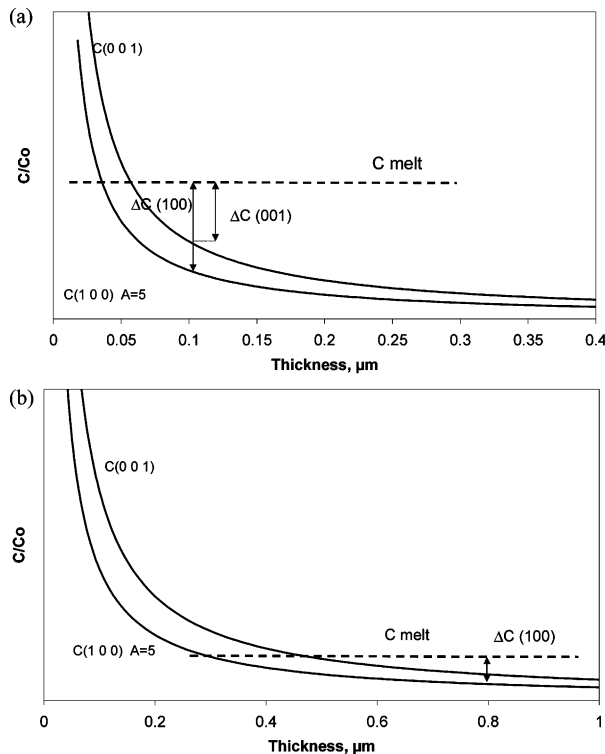 (a)
C(0 0 1)
C/Co
C melt
ΔC (100)
ΔC (001)
C(1 0 0) A=5
0 0.05 0.1 0.15 0.2 0.25 0.3 0.35 0.4
Thickness, µm
(b)
C(0 0 1)
C/Co
C melt
ΔC (100)
C(1 0 0) A=5
0 0.2 0.4 0.6 0.8 1
Thickness, µm